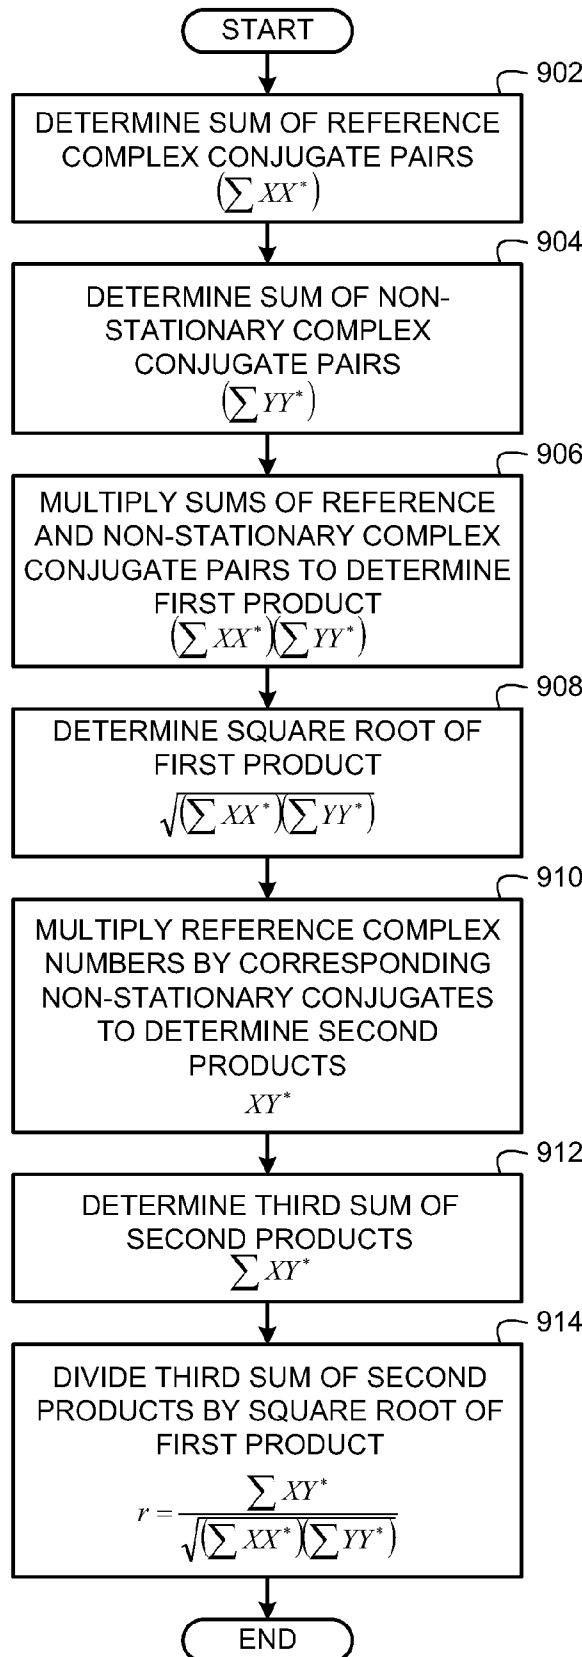 START
902
DETERMINE SUM OF REFERENCE
COMPLEX CONJUGATE PAIRS
(∑ XX*)
904
DETERMINE SUM OF NON-
STATIONARY COMPLEX
CONJUGATE PAIRS
(∑ YY*)
906
MULTIPLY SUMS OF REFERENCE
AND NON-STATIONARY COMPLEX
CONJUGATE PAIRS TO DETERMINE
FIRST PRODUCT
(∑ XX*)(∑ YY*)
908
DETERMINE SQUARE ROOT OF
FIRST PRODUCT
√(∑ XX*)(∑ YY*)
910
MULTIPLY REFERENCE COMPLEX
NUMBERS BY CORRESPONDING
NON-STATIONARY CONJUGATES
TO DETERMINE SECOND
PRODUCTS
XY*
912
DETERMINE THIRD SUM OF
SECOND PRODUCTS
∑ XY*
914
DIVIDE THIRD SUM OF SECOND
PRODUCTS BY SQUARE ROOT OF
FIRST PRODUCT
r = ∑ XY* / √(∑ XX*)(∑ YY*)
END